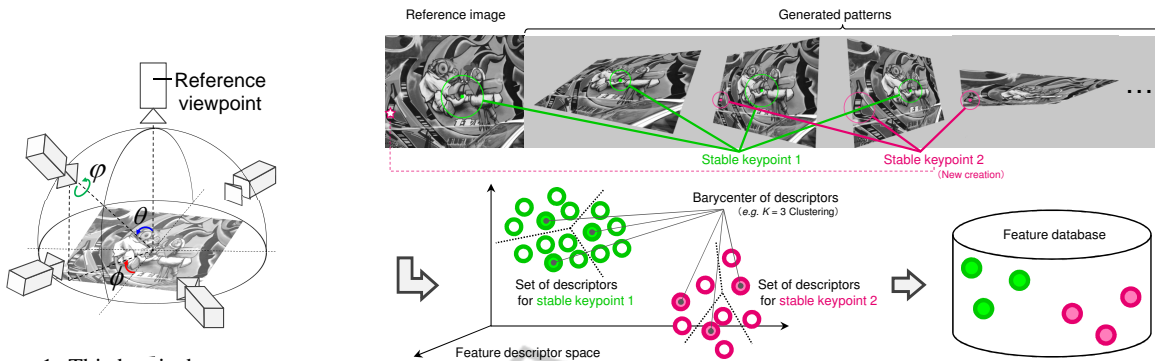 Reference
viewpoint
φ
θ
ϕ
Reference image
Generated patterns
...
Stable keypoint 1
Stable keypoint 2
(New creation)
Barycenter of descriptors
(e.g. K = 3 Clustering)
Set of descriptors
for stable keypoint 1
Set of descriptors
for stable keypoint 2
Feature descriptor space
Feature database